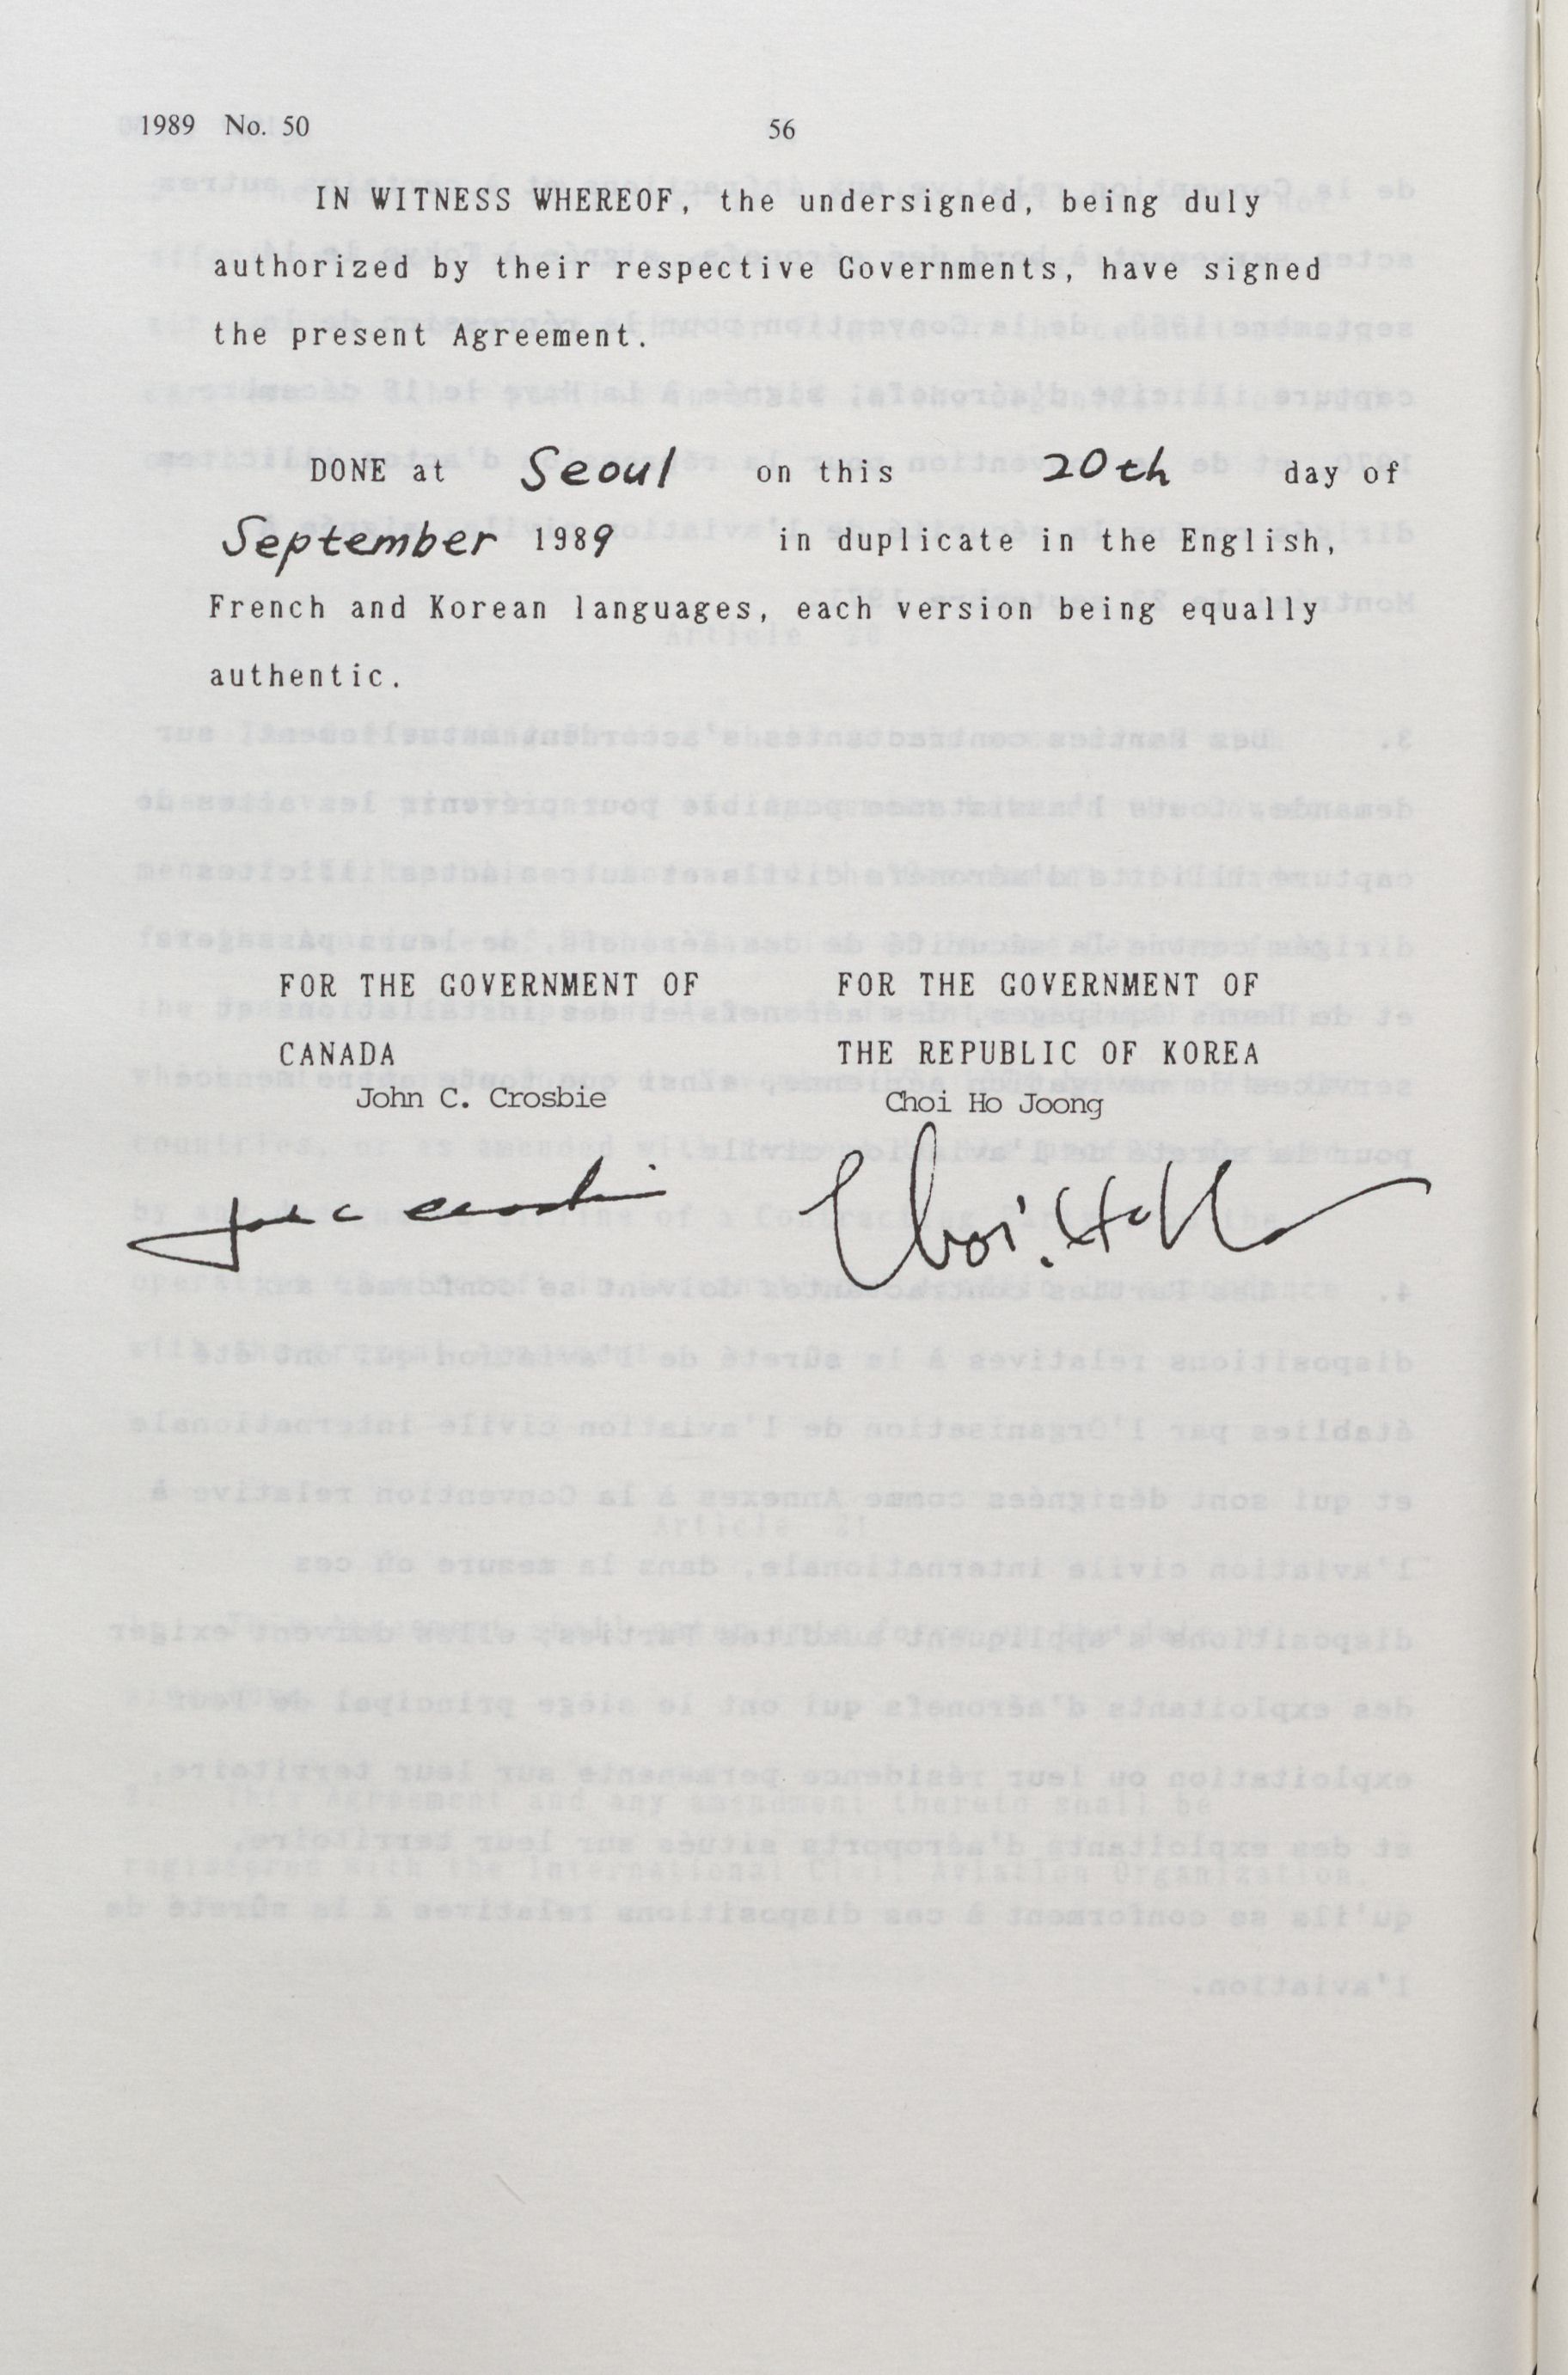 1989 No. 50
56
IN WITNESS WHEREOF, the undersigned, being duly
authorized by their respective Governments, have signed
the present Agreement.
DONE at Seoul on this 20th day of
September 1989 in duplicate in the English,
French and Korean languages, each version being equally
authentic.
FOR THE GOVERNMENT OF
CANADA
John C. Crosbie
FOR THE GOVERNMENT OF
THE REPUBLIC OF KOREA
Choi Ho Joong